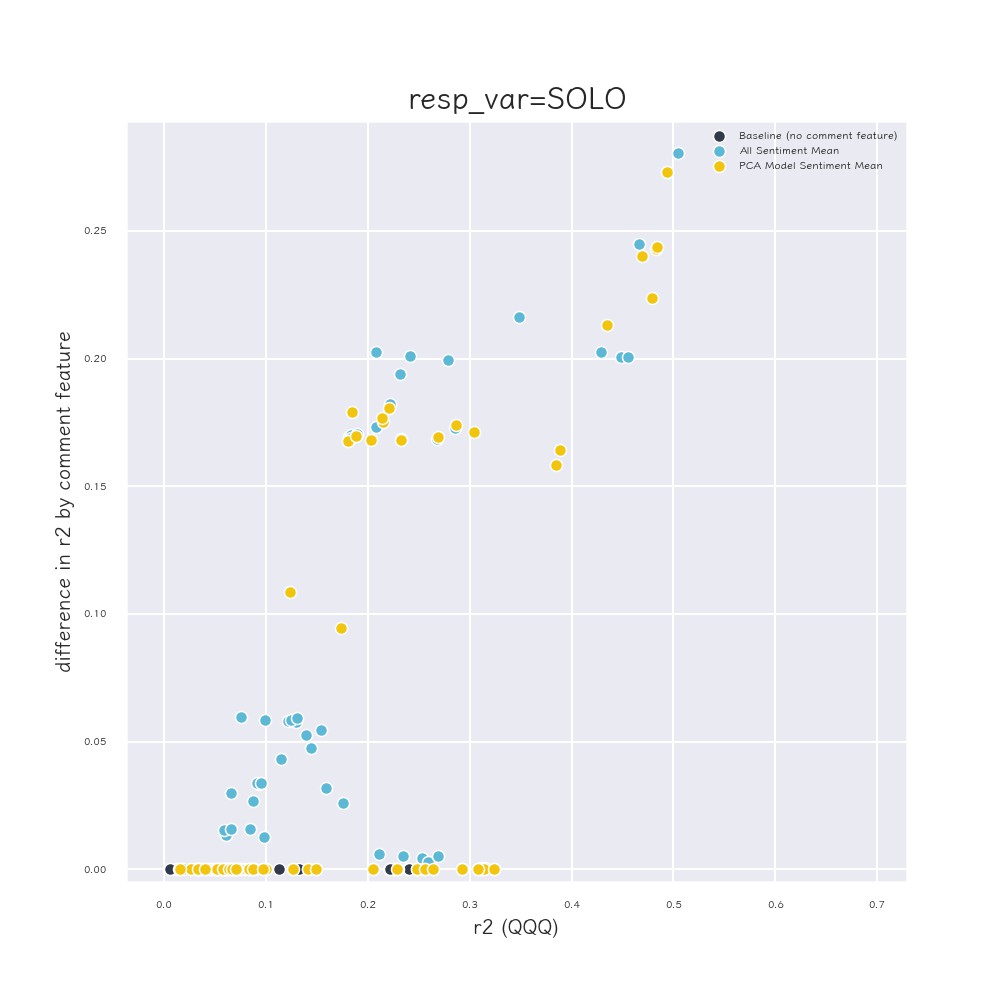 resp_var=SOLO
Baseline (no comment feature)
All Sentiment Mean
PCA Model Sentiment Mean
difference in r2 by comment feature
0.25
0.20
0.15
0.10
0.05
0.00
0.0 0.1 0.2 0.3 0.4 0.5 0.6 0.7
r2 (QQQ)